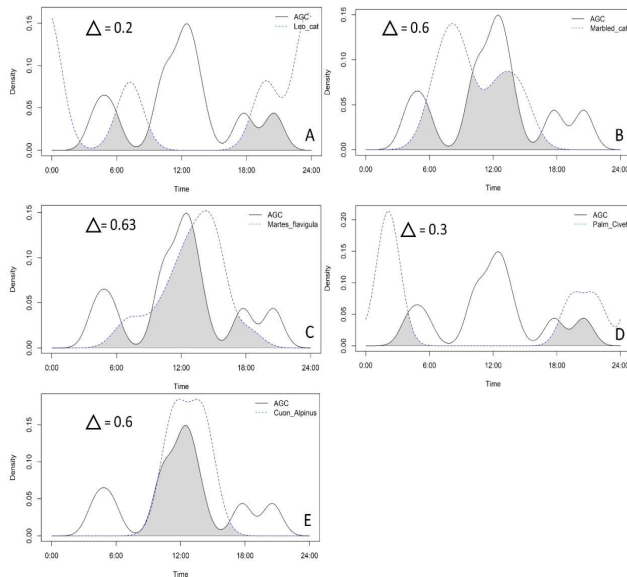 Δ = 0.2
AGC
Leo_cat
A
Density
0.00 0.05 0.10 0.15
0:00 6:00 12:00 18:00 24:00
Time
Δ = 0.6
AGC
Marbled_cat
B
Density
0.00 0.05 0.10 0.15
0:00 6:00 12:00 18:00 24:00
Time
Δ = 0.63
AGC
Martes_flavigula
C
Density
0.00 0.05 0.10 0.15
0:00 6:00 12:00 18:00 24:00
Time
Δ = 0.3
AGC
Palm_Civet
D
Density
0.00 0.05 0.10 0.15 0.20
0:00 6:00 12:00 18:00 24:00
Time
Δ = 0.6
AGC
Cuon_Alpinus
E
Density
0.00 0.05 0.10 0.15
0:00 6:00 12:00 18:00 24:00
Time